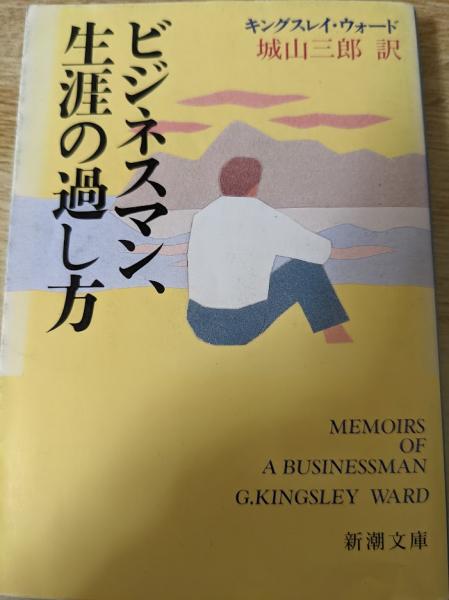 ビジネスマン、
生涯の過し方
キングスレイ・ウォード
城山三郎 訳
MEMOIRS
OF
A BUSINESSMAN
G.KINGSLEY WARD
新潮文庫